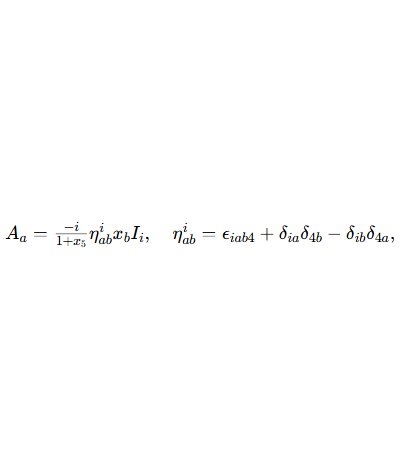 $A_a = \frac{-i}{1+x_5} \eta^i_{ab} x_b I_i, \quad \eta^i_{ab} = \epsilon_{iab4} + \delta_{ia}\delta_{4b} - \delta_{ib}\delta_{4a},$